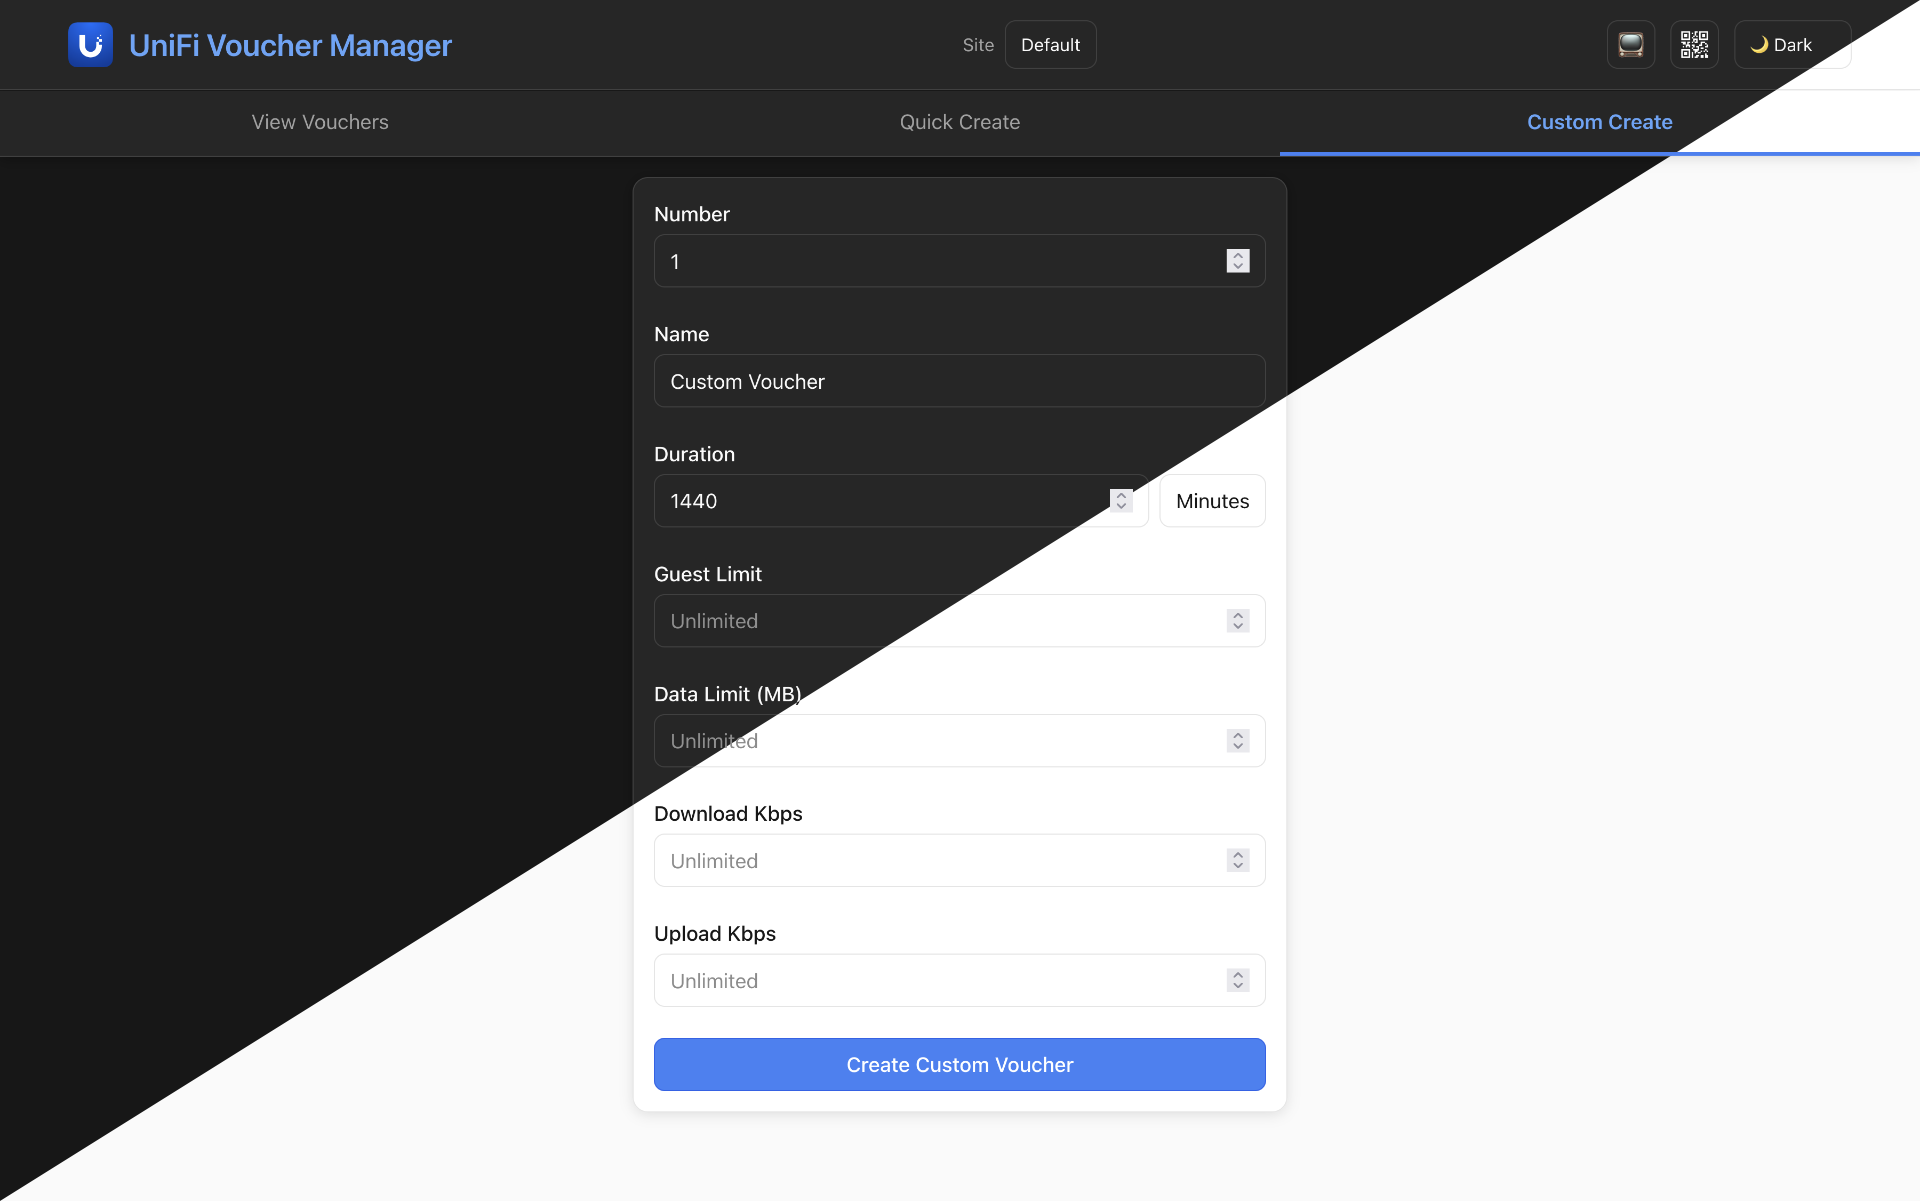 UniFi Voucher Manager
Site Default
🌙 Dark
View Vouchers
Quick Create
Custom Create
Number
1
Name
Custom Voucher
Duration
1440
Minutes
Guest Limit
Unlimited
Data Limit (MB)
Unlimited
Download Kbps
Unlimited
Upload Kbps
Unlimited
Create Custom Voucher